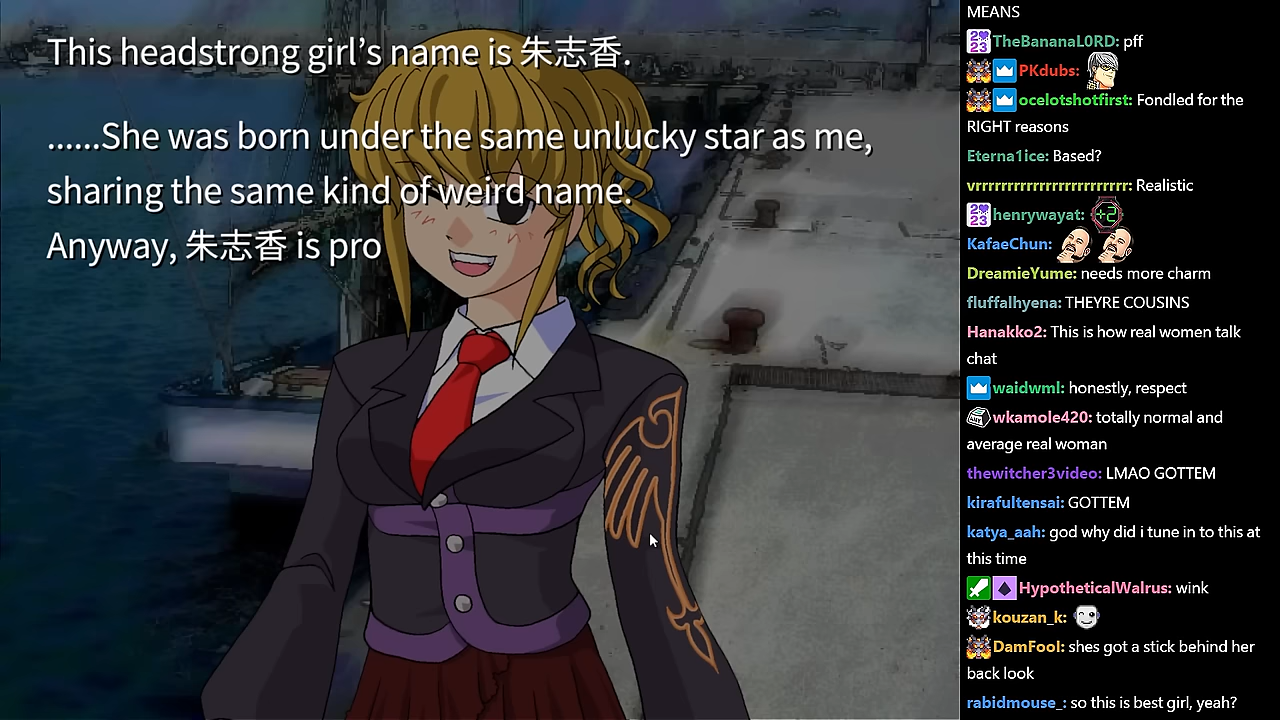 This headstrong girl’s name is 朱志香.
......She was born under the same unlucky star as me,
sharing the same kind of weird name.
Anyway, 朱志香 is pro
MEANS
TheBananaL0RD: pff
PKdubs:
ocelotshotfirst: Fondled for the
RIGHT reasons
Eterna1ice: Based?
vrrrrrrrrrrrrrrrrrrrrrrr: Realistic
henrywayat: +2
KafaeChun:
DreamieYume: needs more charm
fluffalhyena: THEYRE COUSINS
Hanakko2: This is how real women talk
chat
waidwml: honestly, respect
wkamole420: totally normal and
average real woman
thewitcher3video: LMAO GOTTEM
kirafultensai: GOTTEM
katya_aah: god why did i tune in to this at
this time
HypotheticalWalrus: wink
kouzan_k:
DamFool: shes got a stick behind her
back look
rabidmouse_: so this is best girl, yeah?